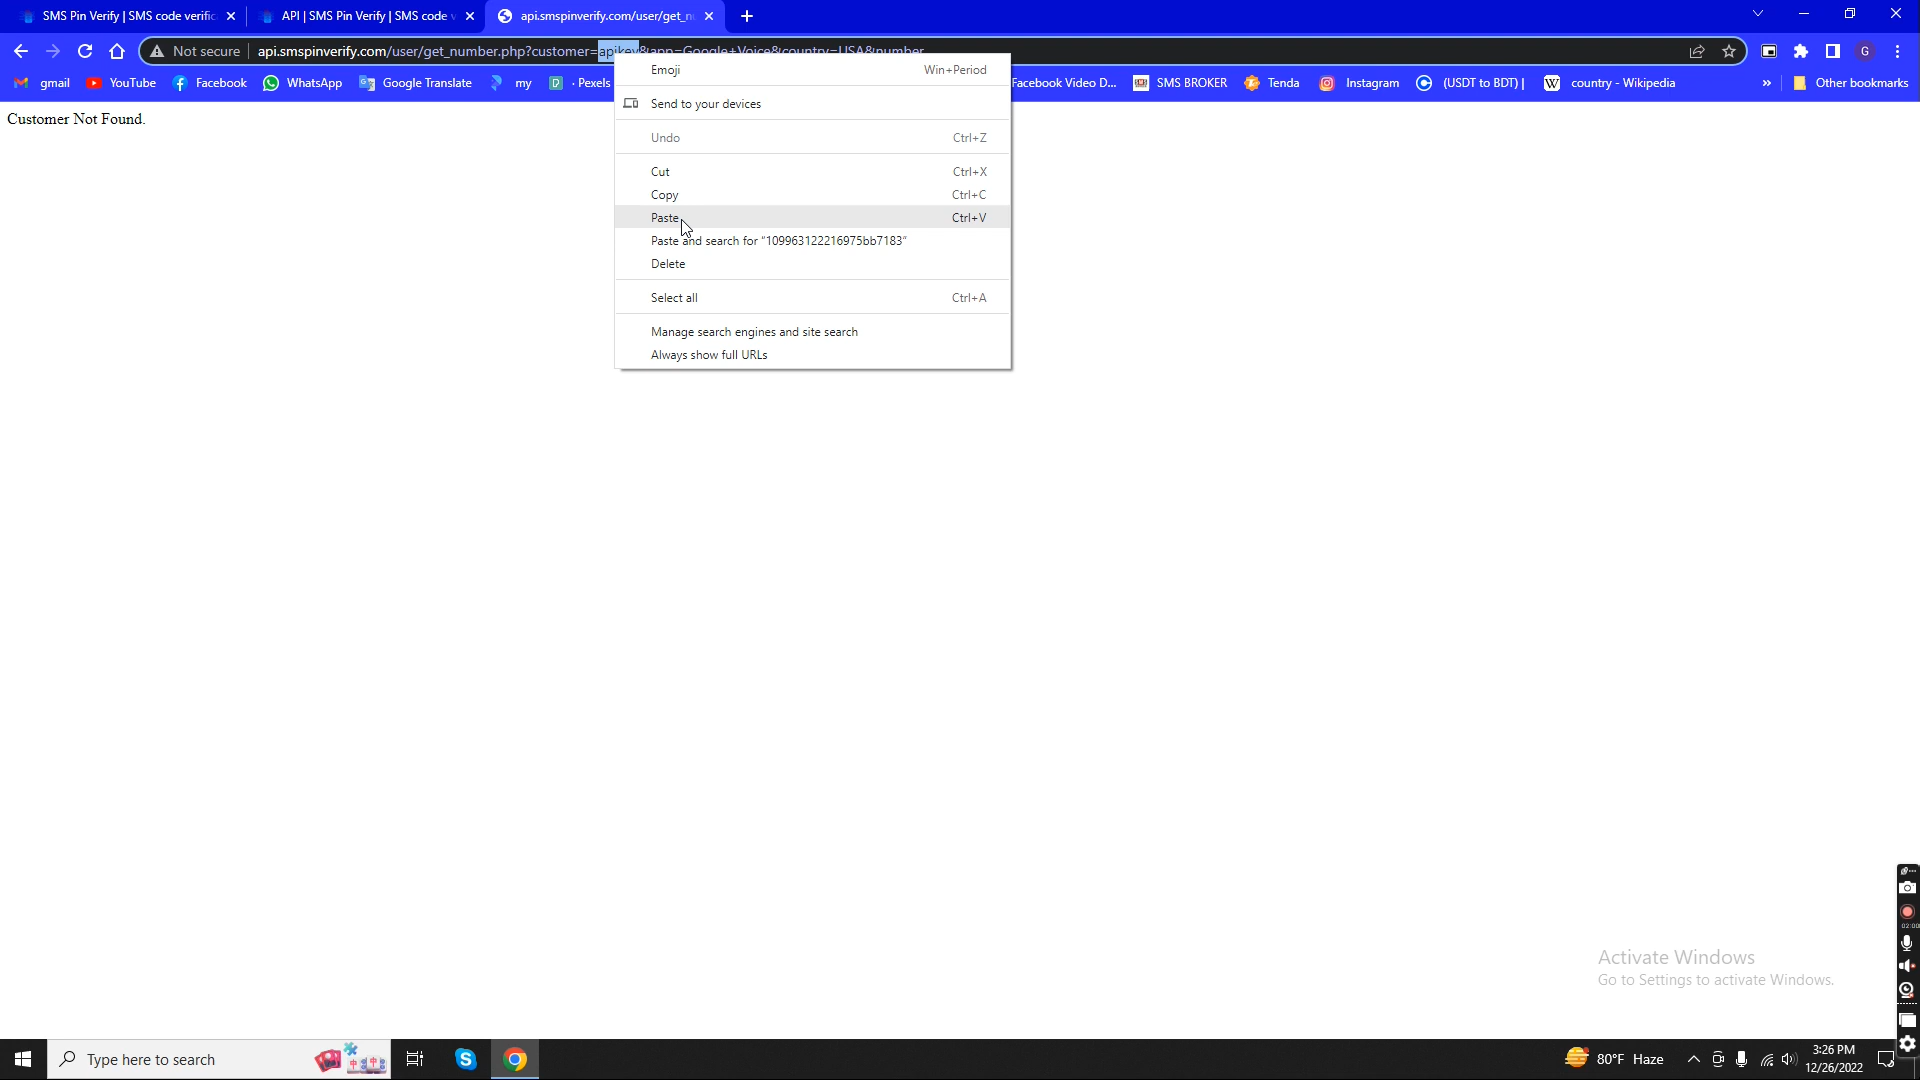 SMS Pin Verify | SMS code verific
API | SMS Pin Verify | SMS code v
api.smspinverify.com/user/get_n
Not secure
api.smspinverify.com/user/get_number.php?customer=apikey&app=Google+Voice&country=USA&number
gmail
YouTube
Facebook
WhatsApp
Google Translate
my
· Pexels
Facebook Video D...
SMS BROKER
Tenda
Instagram
(USDT to BDT) |
country - Wikipedia
»
Other bookmarks
Customer Not Found.
Emoji Win+Period
Send to your devices
Undo Ctrl+Z
Cut Ctrl+X
Copy Ctrl+C
Paste Ctrl+V
Paste and search for "109963122216975bb7183"
Delete
Select all Ctrl+A
Manage search engines and site search
Always show full URLs
Activate Windows
Go to Settings to activate Windows.
Type here to search
80°F Haze
3:26 PM
12/26/2022